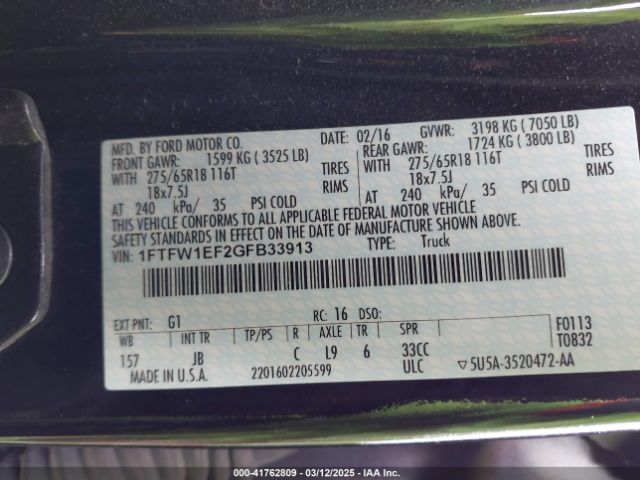 MFD. BY FORD MOTOR CO. DATE: 02/16 GVWR: 3198 KG ( 7050 LB)
FRONT GAWR: 1599 KG ( 3525 LB) REAR GAWR: 1724 KG ( 3800 LB)
WITH 275/65R18 116T TIRES WITH 275/65R18 116T TIRES
18x7.5J RIMS 18x7.5J RIMS
AT 240 kPa/ 35 PSI COLD AT 240 kPa/ 35 PSI COLD
THIS VEHICLE CONFORMS TO ALL APPLICABLE FEDERAL MOTOR VEHICLE
SAFETY STANDARDS IN EFFECT ON THE DATE OF MANUFACTURE SHOWN ABOVE.
VIN: 1FTFW1EF2GFB33913 TYPE: Truck
EXT PNT: G1 RC: 16 DSO: F0113
WB INT TR TP/PS R AXLE TR SPR T0832
157 JB C L9 6 33CC
MADE IN U.S.A. 2201602205599 ULC ▽5U5A-3520472-AA
000-41762809 | 03/12/2025 - IAA Inc.